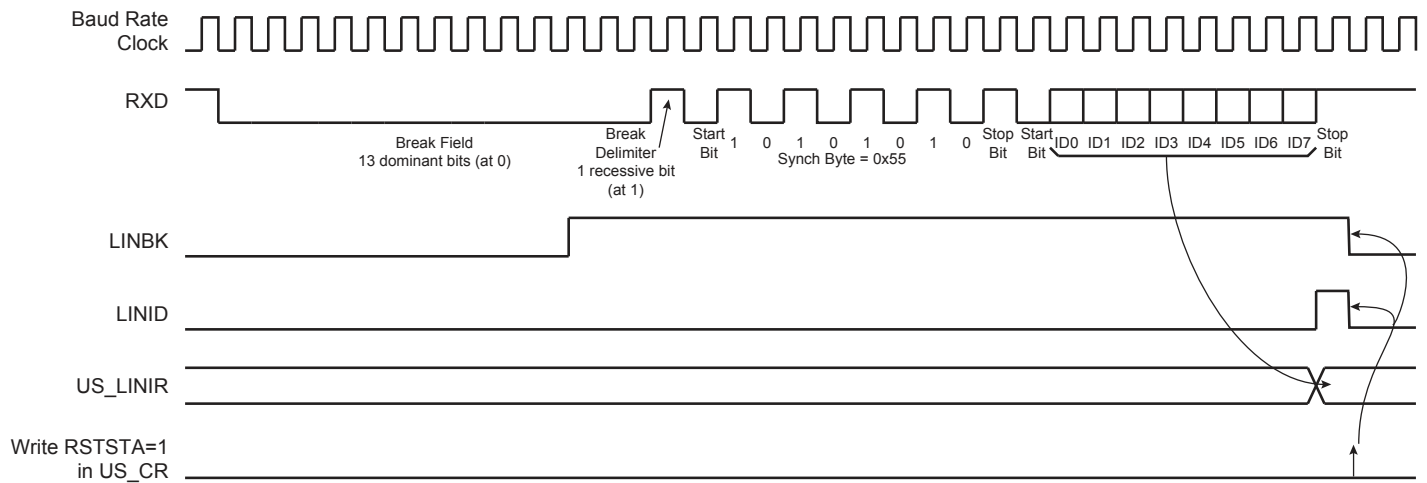 Baud Rate
Clock
RXD
Break Field
13 dominant bits (at 0)
Break
Delimiter
1 recessive bit
(at 1)
Start
Bit
1 0 1 0 1 0 1 0
Synch Byte = 0x55
Stop
Bit
Start
Bit
ID0 ID1 ID2 ID3 ID4 ID5 ID6 ID7
Stop
Bit
LINBK
LINID
US_LINIR
Write RSTSTA=1
in US_CR